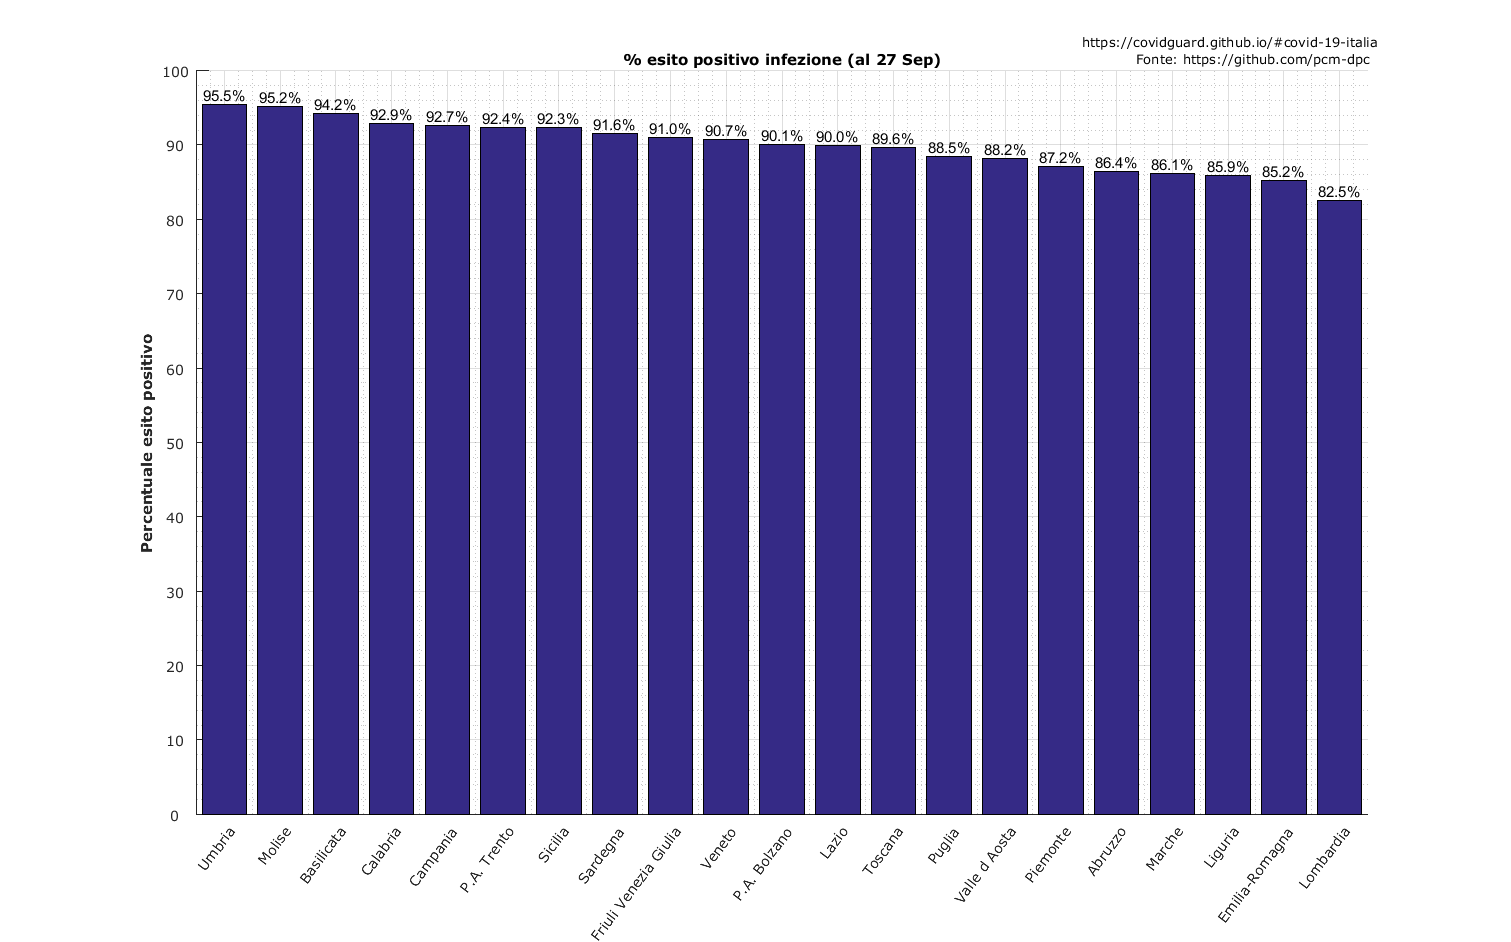 https://covidguard.github.io/#covid-19-italia
Fonte: https://github.com/pcm-dpc
% esito positivo infezione (al 27 Sep)
Percentuale esito positivo
100
90
80
70
60
50
40
30
20
10
0
95.5%
95.2%
94.2%
92.9%
92.7%
92.4%
92.3%
91.6%
91.0%
90.7%
90.1%
90.0%
89.6%
88.5%
88.2%
87.2%
86.4%
86.1%
85.9%
85.2%
82.5%
Umbria
Molise
Basilicata
Calabria
Campania
P.A. Trento
Sicilia
Sardegna
Friuli Venezia Giulia
Veneto
P.A. Bolzano
Lazio
Toscana
Puglia
Valle d Aosta
Piemonte
Abruzzo
Marche
Liguria
Emilia-Romagna
Lombardia